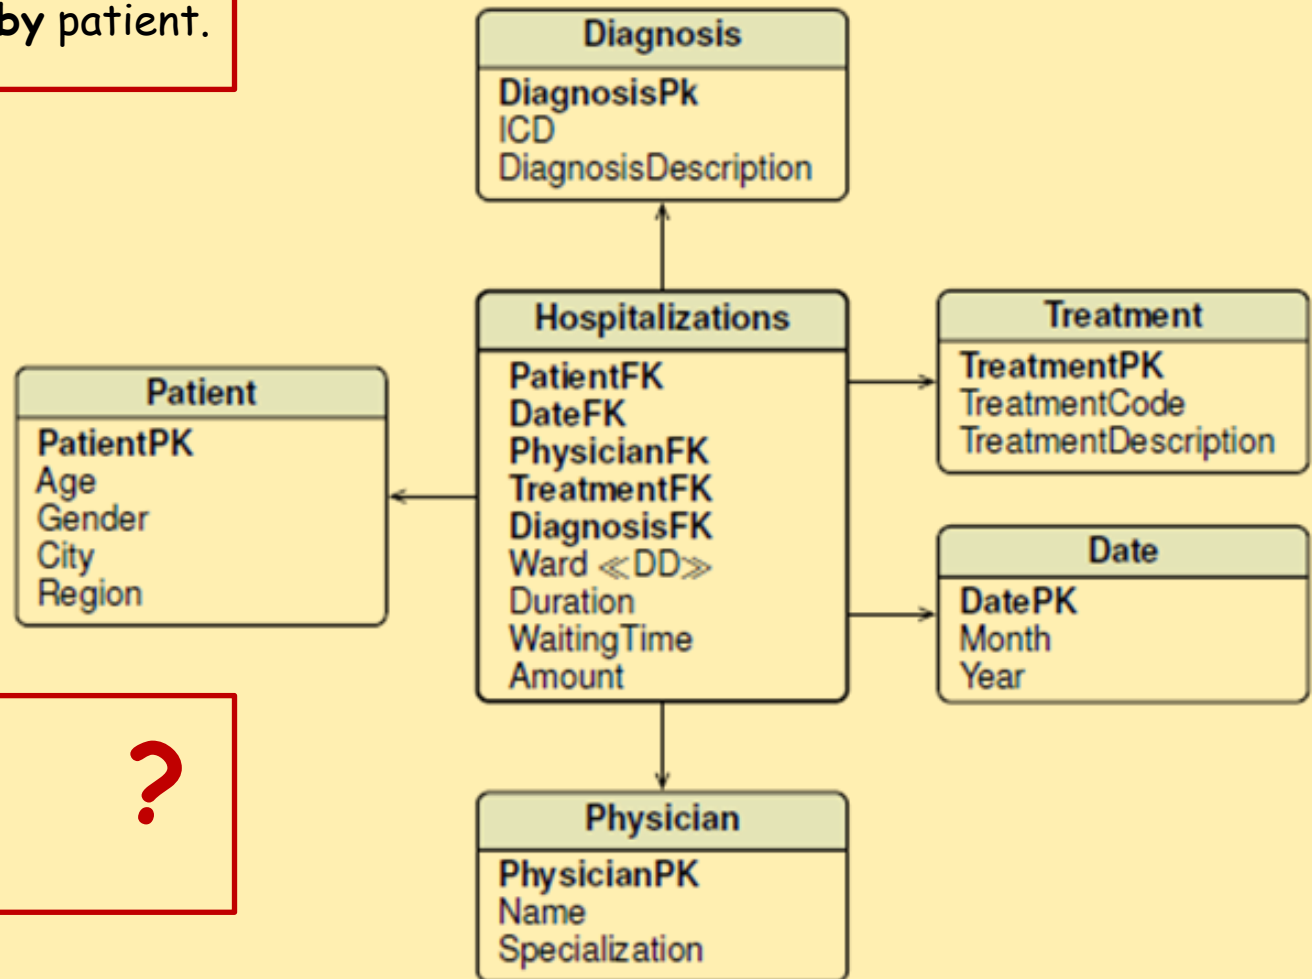 by patient.
Diagnosis
DiagnosisPk
ICD
DiagnosisDescription
Hospitalizations
PatientFK
DateFK
PhysicianFK
TreatmentFK
DiagnosisFK
Ward ≪DD≫
Duration
WaitingTime
Amount
Treatment
TreatmentPK
TreatmentCode
TreatmentDescription
Patient
PatientPK
Age
Gender
City
Region
Date
DatePK
Month
Year
?
Physician
PhysicianPK
Name
Specialization